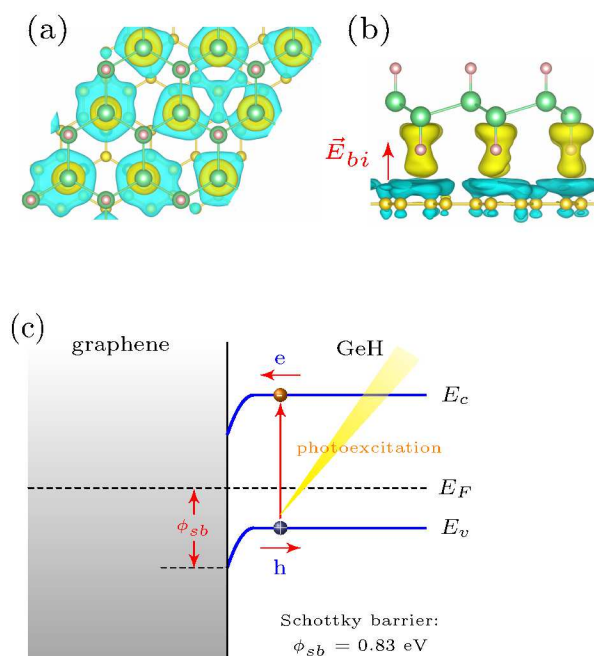 (a)
(b)
E⃗bi
(c)
graphene
GeH
e
Ec
photoexcitation
EF
ϕsb
Ev
h
Schottky barrier:
ϕsb = 0.83 eV